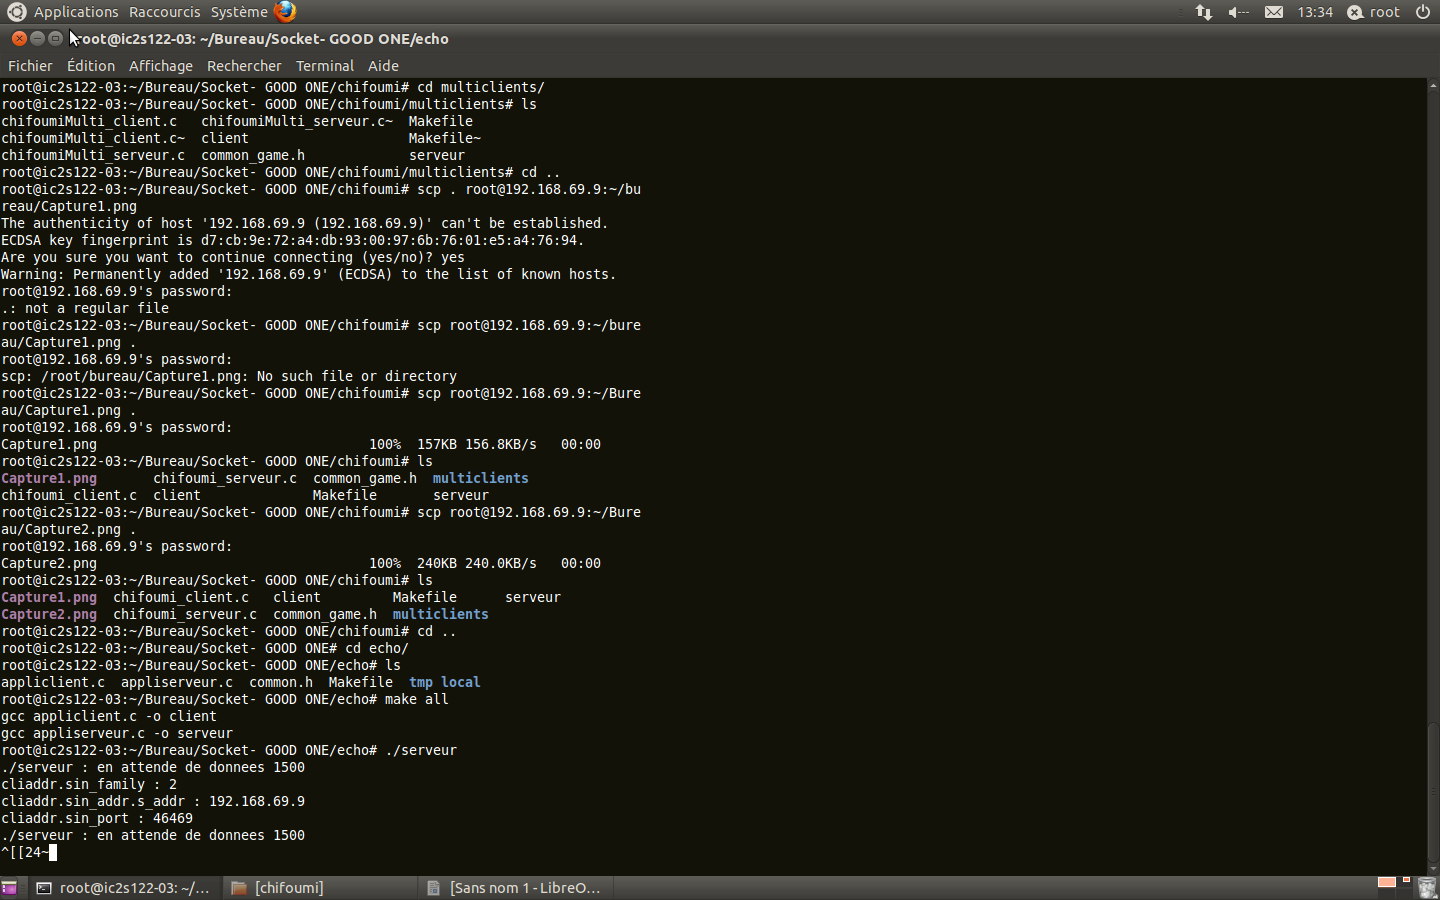 Applications Raccourcis Système 13:34 root
root@ic2s122-03: ~/Bureau/Socket- GOOD ONE/echo
Fichier Édition Affichage Rechercher Terminal Aide
root@ic2s122-03:~/Bureau/Socket- GOOD ONE/chifoumi# cd multiclients/
root@ic2s122-03:~/Bureau/Socket- GOOD ONE/chifoumi/multiclients# ls
chifoumiMulti_client.c   chifoumiMulti_serveur.c~  Makefile
chifoumiMulti_client.c~  client                    Makefile~
chifoumiMulti_serveur.c  common_game.h             serveur
root@ic2s122-03:~/Bureau/Socket- GOOD ONE/chifoumi/multiclients# cd ..
root@ic2s122-03:~/Bureau/Socket- GOOD ONE/chifoumi# scp . root@192.168.69.9:~/bu
reau/Capture1.png
The authenticity of host '192.168.69.9 (192.168.69.9)' can't be established.
ECDSA key fingerprint is d7:cb:9e:72:a4:db:93:00:97:6b:76:01:e5:a4:76:94.
Are you sure you want to continue connecting (yes/no)? yes
Warning: Permanently added '192.168.69.9' (ECDSA) to the list of known hosts.
root@192.168.69.9's password:
.: not a regular file
root@ic2s122-03:~/Bureau/Socket- GOOD ONE/chifoumi# scp root@192.168.69.9:~/bure
au/Capture1.png .
root@192.168.69.9's password:
scp: /root/bureau/Capture1.png: No such file or directory
root@ic2s122-03:~/Bureau/Socket- GOOD ONE/chifoumi# scp root@192.168.69.9:~/Bure
au/Capture1.png .
root@192.168.69.9's password:
Capture1.png                                  100%  157KB 156.8KB/s   00:00
root@ic2s122-03:~/Bureau/Socket- GOOD ONE/chifoumi# ls
Capture1.png       chifoumi_serveur.c  common_game.h  multiclients
chifoumi_client.c  client              Makefile       serveur
root@ic2s122-03:~/Bureau/Socket- GOOD ONE/chifoumi# scp root@192.168.69.9:~/Bure
au/Capture2.png .
root@192.168.69.9's password:
Capture2.png                                  100%  240KB 240.0KB/s   00:00
root@ic2s122-03:~/Bureau/Socket- GOOD ONE/chifoumi# ls
Capture1.png  chifoumi_client.c   client         Makefile      serveur
Capture2.png  chifoumi_serveur.c  common_game.h  multiclients
root@ic2s122-03:~/Bureau/Socket- GOOD ONE/chifoumi# cd ..
root@ic2s122-03:~/Bureau/Socket- GOOD ONE# cd echo/
root@ic2s122-03:~/Bureau/Socket- GOOD ONE/echo# ls
appliclient.c  appliserveur.c  common.h  Makefile  tmp local
root@ic2s122-03:~/Bureau/Socket- GOOD ONE/echo# make all
gcc appliclient.c -o client
gcc appliserveur.c -o serveur
root@ic2s122-03:~/Bureau/Socket- GOOD ONE/echo# ./serveur
./serveur : en attende de donnees 1500
cliaddr.sin_family : 2
cliaddr.sin_addr.s_addr : 192.168.69.9
cliaddr.sin_port : 46469
./serveur : en attende de donnees 1500
^[[24~
root@ic2s122-03: ~/... [chifoumi] [Sans nom 1 - LibreO...